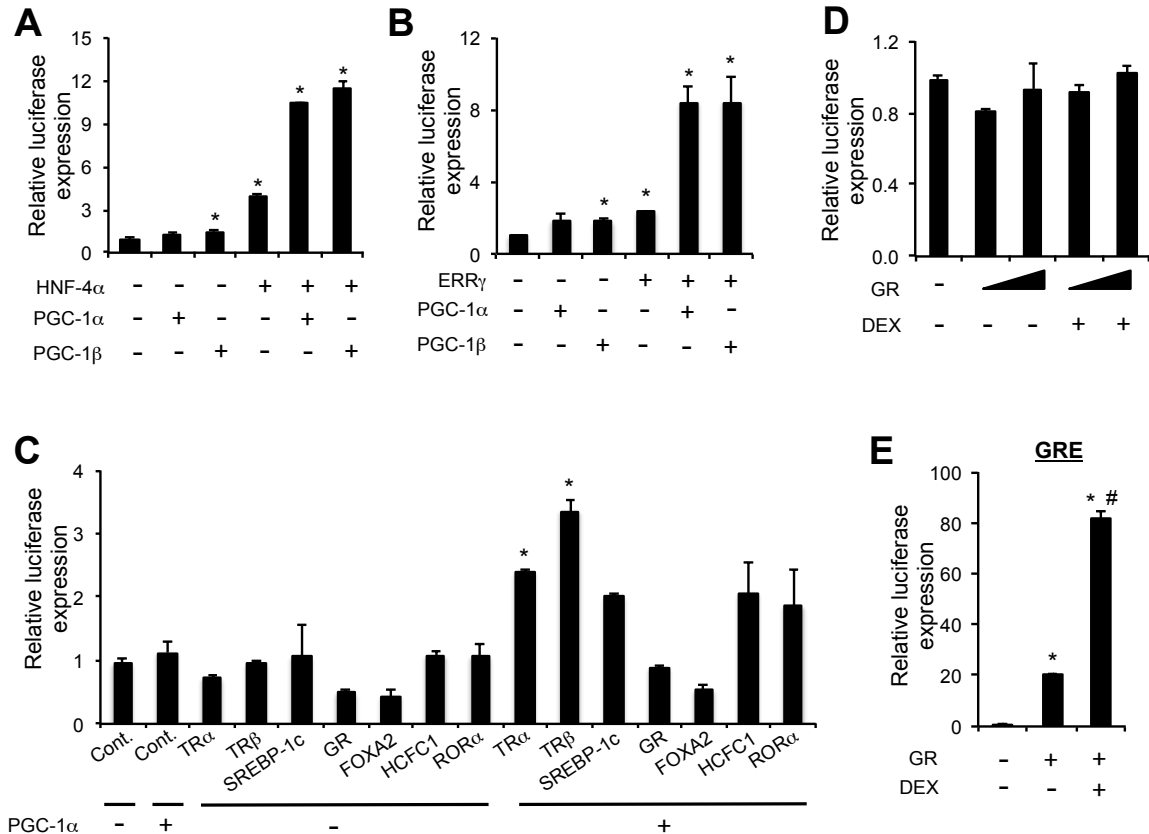 A
Relative luciferase
expression
15
12
9
6
3
0
* * * *
HNF-4α - - - + + +
PGC-1α - + - - + -
PGC-1β - - + - - +
B
Relative luciferase
expression
12
8
4
0
* * * *
ERRγ - - - + + +
PGC-1α - + - - + -
PGC-1β - - + - - +
D
Relative luciferase
expression
1.2
0.8
0.4
0.0
GR -
DEX - - - + +
C
Relative luciferase
expression
4
3
2
1
0
* *
Cont. Cont. TRα TRβ SREBP-1c GR FOXA2 HCFC1 RORα TRα TRβ SREBP-1c GR FOXA2 HCFC1 RORα
PGC-1α - + - +
E
GRE
Relative luciferase
expression
100
80
60
40
20
0
* * #
GR - + +
DEX - - +